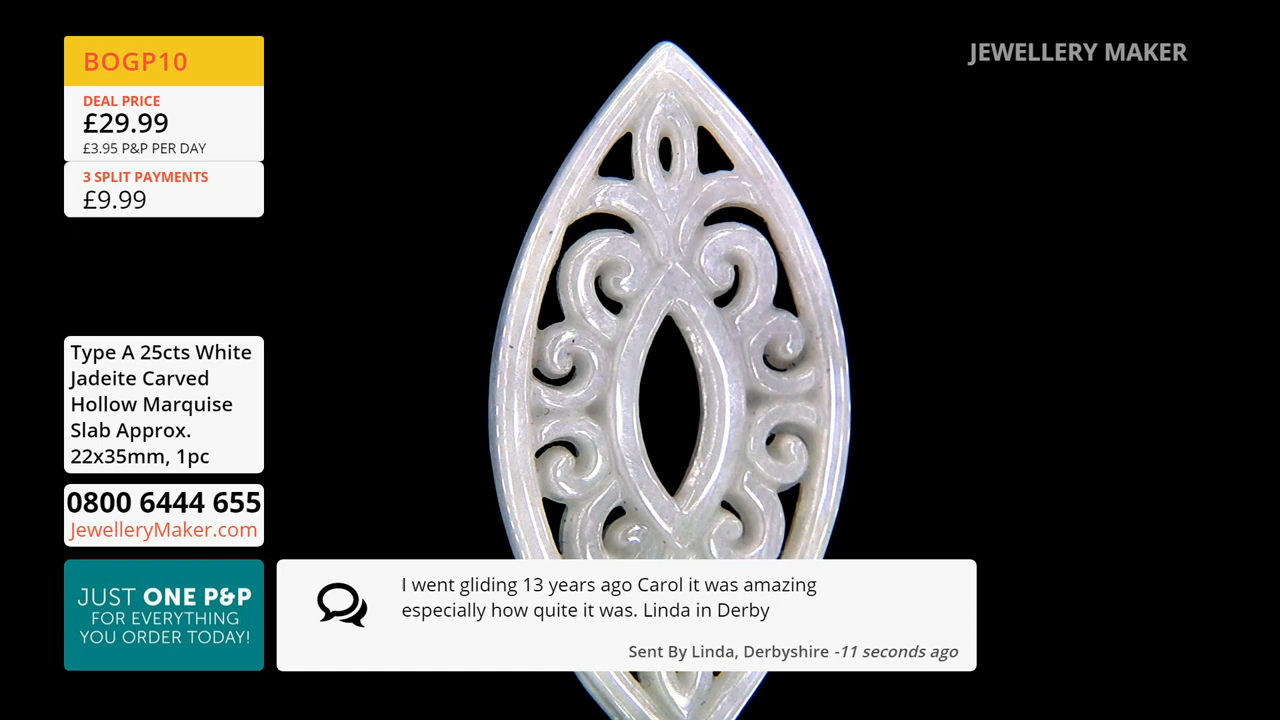 BOGP10
DEAL PRICE
£29.99
£3.95 P&P PER DAY
3 SPLIT PAYMENTS
£9.99
JEWELLERY MAKER
Type A 25cts White
Jadeite Carved
Hollow Marquise
Slab Approx.
22x35mm, 1pc
0800 6444 655
JewelleryMaker.com
JUST ONE P&P
FOR EVERYTHING
YOU ORDER TODAY!
I went gliding 13 years ago Carol it was amazing
especially how quite it was. Linda in Derby
Sent By Linda, Derbyshire -11 seconds ago